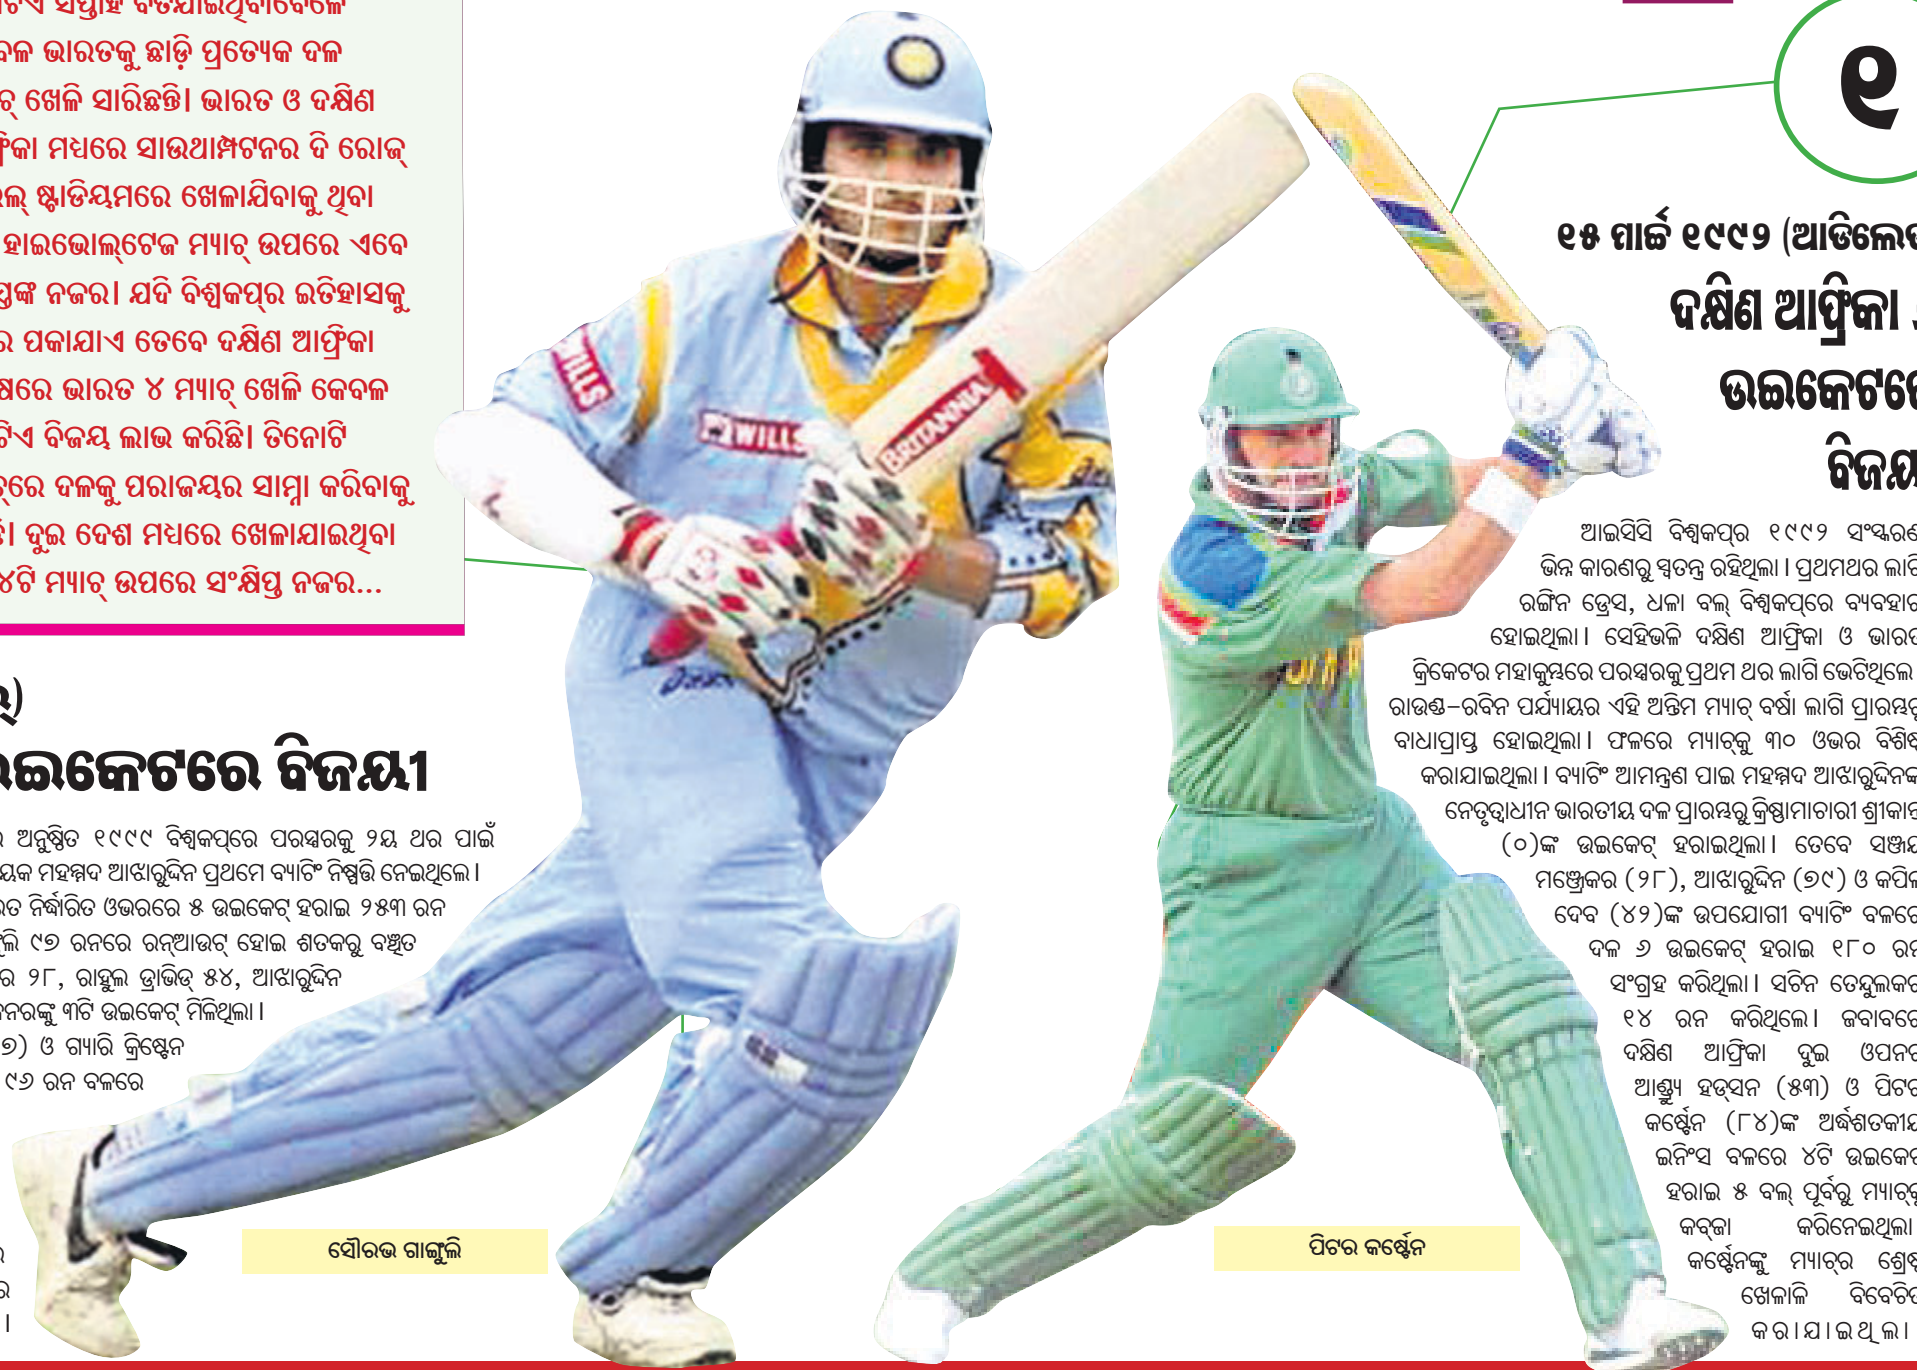 ସପ୍ତାହ ବିତିଯାଇଥିବାବେଳେ
ଭାରତକୁ ଛାଡ଼ି ପ୍ରତ୍ୟେକ ଦଳ
ଖେଳି ସାରିଛନ୍ତି। ଭାରତ ଓ ଦକ୍ଷିଣ
ମଧ୍ୟରେ ସାଉଥାମ୍ପଟନର ଦି ରୋଜ୍
ଷ୍ଟାଡିୟମରେ ଖେଳାଯିବାକୁ ଥିବା
ହାଇଭୋଲ୍‌ଟେଜ ମ୍ୟାଚ୍ ଉପରେ ଏବେ
ନଜର। ଯଦି ବିଶ୍ୱକପ୍‌ର ଇତିହାସକୁ
ପକାଯାଏ ତେବେ ଦକ୍ଷିଣ ଆଫ୍ରିକା
ଭାରତ ୪ ମ୍ୟାଚ୍ ଖେଳି କେବଳ
ବିଜୟ ଲାଭ କରିଛି। ତିନୋଟି
ଦଳକୁ ପରାଜୟର ସାମ୍ନା କରିବାକୁ
ଦୁଇ ଦେଶ ମଧ୍ୟରେ ଖେଳାଯାଇଥିବା
୪ଟି ମ୍ୟାଚ୍ ଉପରେ ସଂକ୍ଷିପ୍ତ ନଜର...
ଉଇକେଟରେ ବିଜୟୀ
ଅନୁଷ୍ଠିତ ୧୯୯୯ ବିଶ୍ୱକପ୍‌ରେ ପରସ୍ପରକୁ ୨ୟ ଥର ପାଇଁ
ମହମ୍ମଦ ଆଝାରୁଦ୍ଦିନ ପ୍ରଥମେ ବ୍ୟାଟିଂ ନିଷ୍ପତ୍ତି ନେଇଥିଲେ।
ନିର୍ଦ୍ଧାରିତ ଓଭରରେ ୫ ଉଇକେଟ୍ ହରାଇ ୨୫୩ ରନ
୯୭ ରନରେ ରନ୍‌ଆଉଟ୍ ହୋଇ ଶତକରୁ ବଞ୍ଚିତ
୨୮, ରାହୁଲ ଡ୍ରାଭିଡ୍ ୫୪, ଆଝାରୁଦ୍ଦିନ
୩ଟି ଉଇକେଟ୍ ମିଳିଥିଲା।
ଓ ଗ୍ୟାରି କ୍ରିଷ୍ଟେନ
୯୬ ରନ ବଳରେ
WILLS
WILLS
BRITANNIA
ସୌରଭ ଗାଙ୍ଗୁଲି
ପିଟର କର୍ଷ୍ଟେନ
୧
୧୫ ମାର୍ଚ୍ଚ ୧୯୯୨ (ଆଡିଲେଡ
ଦକ୍ଷିଣ ଆଫ୍ରିକା
ଉଇକେଟରେ
ବିଜୟ
ଆଇସିସି ବିଶ୍ୱକପ୍‌ର ୧୯୯୨ ସଂସ୍କରଣ
ଭିନ୍ନ କାରଣରୁ ସ୍ୱତନ୍ତ୍ର ରହିଥିଲା। ପ୍ରଥମଥର ଲାଗି
ରଙ୍ଗିନ ଡ୍ରେସ, ଧଳା ବଲ୍ ବିଶ୍ୱକପ୍‌ରେ ବ୍ୟବହାର
ହୋଇଥିଲା। ସେହିଭଳି ଦକ୍ଷିଣ ଆଫ୍ରିକା ଓ ଭାରତ
କ୍ରିକେଟର ମହାକୁମ୍ଭରେ ପରସ୍ପରକୁ ପ୍ରଥମ ଥର ଲାଗି ଭେଟିଥିଲେ
ରାଉଣ୍ଡ-ରବିନ ପର୍ଯ୍ୟାୟର ଏହି ଅନ୍ତିମ ମ୍ୟାଚ୍ ବର୍ଷା ଲାଗି ପ୍ରାରମ୍ଭରୁ
ବାଧାପ୍ରାପ୍ତ ହୋଇଥିଲା। ଫଳରେ ମ୍ୟାଚ୍‌କୁ ୩୦ ଓଭର ବିଶିଷ୍ଟ
କରାଯାଇଥିଲା। ବ୍ୟାଟିଂ ଆମନ୍ତ୍ରଣ ପାଇ ମହମ୍ମଦ ଆଝାରୁଦ୍ଦିନଙ୍କ
ନେତୃତ୍ୱାଧୀନ ଭାରତୀୟ ଦଳ ପ୍ରାରମ୍ଭରୁ କ୍ରିଷ୍ଣାମାଚାରୀ ଶ୍ରୀକାନ୍ତ
(୦)ଙ୍କ ଉଇକେଟ୍ ହରାଇଥିଲା। ତେବେ ସଞ୍ଜୟ
ମଞ୍ଜ୍ରେକର (୨୮), ଆଝାରୁଦ୍ଦିନ (୭୯) ଓ କପିଳ
ଦେବ (୪୨)ଙ୍କ ଉପଯୋଗୀ ବ୍ୟାଟିଂ ବଳରେ
ଦଳ ୬ ଉଇକେଟ୍ ହରାଇ ୧୮୦ ରନ
ସଂଗ୍ରହ କରିଥିଲା। ସଚିନ ତେନ୍ଦୁଲକର
୧୪ ରନ କରିଥିଲେ। ଜବାବରେ
ଦକ୍ଷିଣ ଆଫ୍ରିକା ଦୁଇ ଓପନର
ଆଣ୍ଡ୍ର୍ୟୁ ହଡ୍‌ସନ (୫୩) ଓ ପିଟର
କର୍ଷ୍ଟେନ (୮୪)ଙ୍କ ଅର୍ଦ୍ଧଶତକୀୟ
ଇନିଂସ ବଳରେ ୪ଟି ଉଇକେଟ
ହରାଇ ୫ ବଲ୍ ପୂର୍ବରୁ ମ୍ୟାଚ୍‌କୁ
କବ୍‌ଜା କରିନେଇଥିଲା
କର୍ଷ୍ଟେନଙ୍କୁ ମ୍ୟାଚ୍‌ର ଶ୍ରେଷ୍ଠ
ଖେଳାଳି ବିବେଚିତ
କରାଯାଇଥିଲା